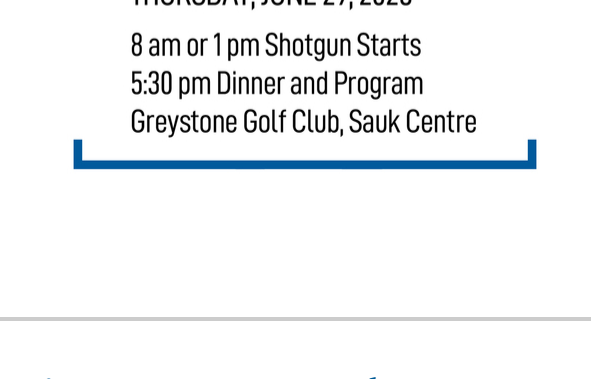 8 am or 1 pm Shotgun Starts
5:30 pm Dinner and Program
Greystone Golf Club, Sauk Centre